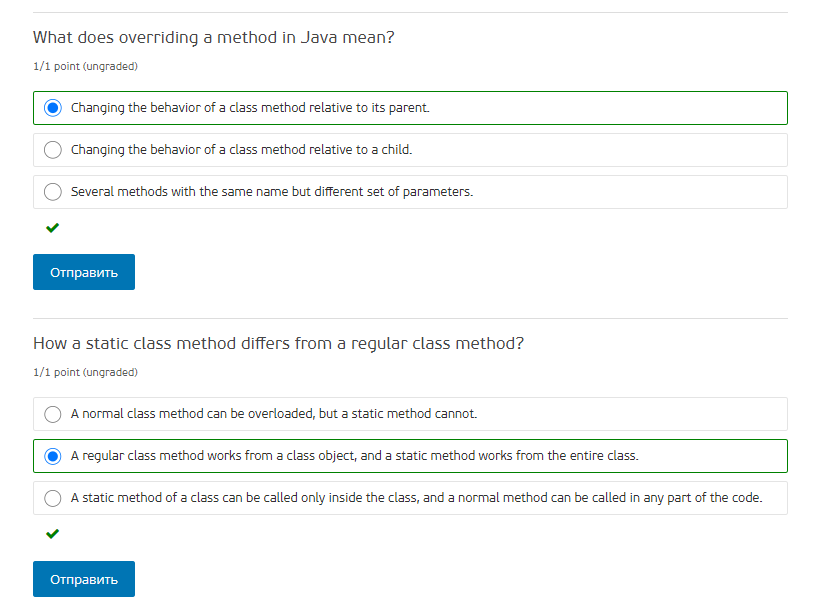 What does overriding a method in Java mean?
1/1 point (ungraded)
Changing the behavior of a class method relative to its parent.
Changing the behavior of a class method relative to a child.
Several methods with the same name but different set of parameters.
Отправить
How a static class method differs from a regular class method?
1/1 point (ungraded)
A normal class method can be overloaded, but a static method cannot.
A regular class method works from a class object, and a static method works from the entire class.
A static method of a class can be called only inside the class, and a normal method can be called in any part of the code.
Отправить